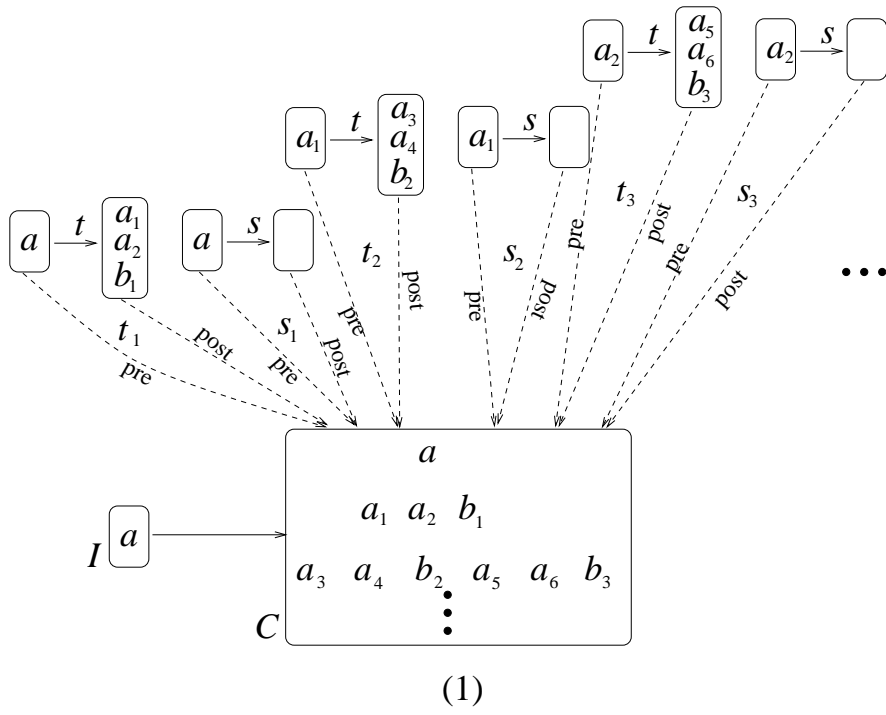 a₅
a₂ t a₆ a₂ s
b₃
a₃
a₁ t a₄ a₁ s
b₂
a₁
a t a₂ a s
b₁
t₁ s₁ t₂ s₂ t₃ s₃
pre post pre post pre post pre post pre post pre post
...
a
a₁ a₂ b₁
I a
a₃ a₄ b₂ a₅ a₆ b₃
⋮
C
(1)